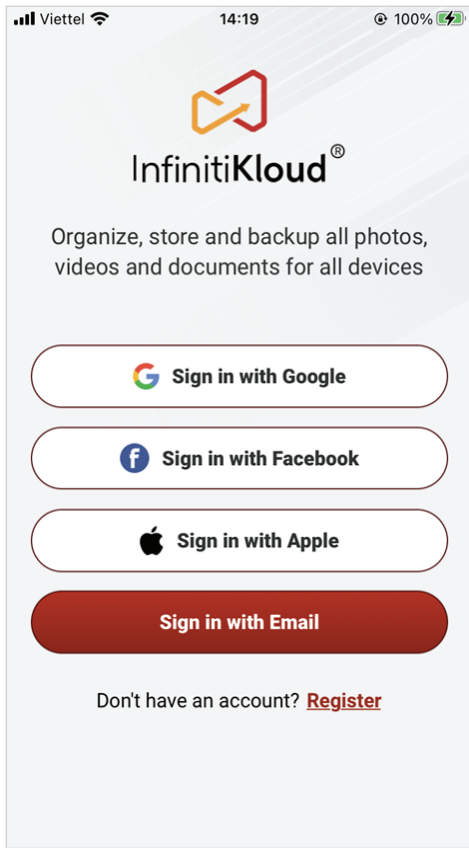 Viettel 14:19 100%
InfinitiKloud®
Organize, store and backup all photos,
videos and documents for all devices
Sign in with Google
Sign in with Facebook
Sign in with Apple
Sign in with Email
Don't have an account? Register